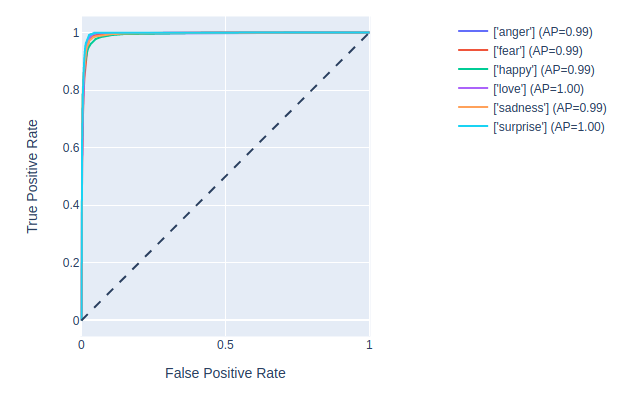 1
0.8
0.6
0.4
0.2
0
0
0.5
1
True Positive Rate
False Positive Rate
['anger'] (AP=0.99)
['fear'] (AP=0.99)
['happy'] (AP=0.99)
['love'] (AP=1.00)
['sadness'] (AP=0.99)
['surprise'] (AP=1.00)